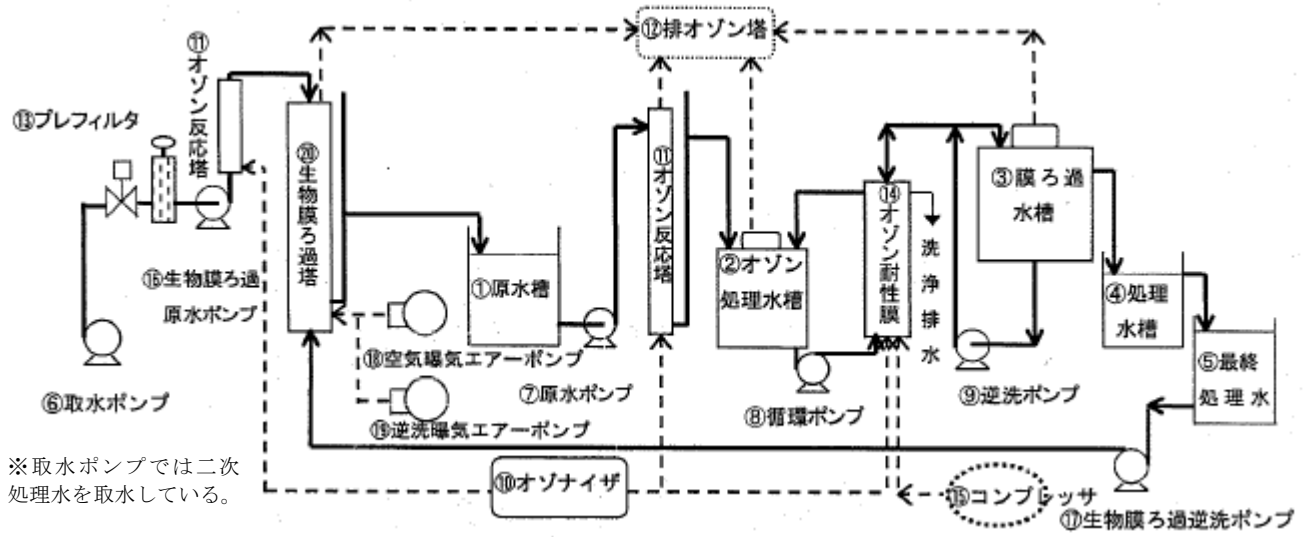 ⑫排オゾン塔
⑪オゾン反応塔
⑬プレフィルタ
⑳生物膜ろ過塔
⑪オゾン反応塔
③膜ろ過
水槽
⑭オゾン耐性膜
②オゾン
処理水槽
洗浄排水
①原水槽
④処理
水槽
⑯生物膜ろ過
原水ポンプ
⑱空気曝気エアーポンプ
⑤最終
処理水
⑦原水ポンプ
⑨逆洗ポンプ
⑥取水ポンプ
⑧循環ポンプ
⑲逆洗曝気エアーポンプ
※取水ポンプでは二次
処理水を取水している。
⑩オゾナイザ
⑮コンプレッサ
⑰生物膜ろ過逆洗ポンプ